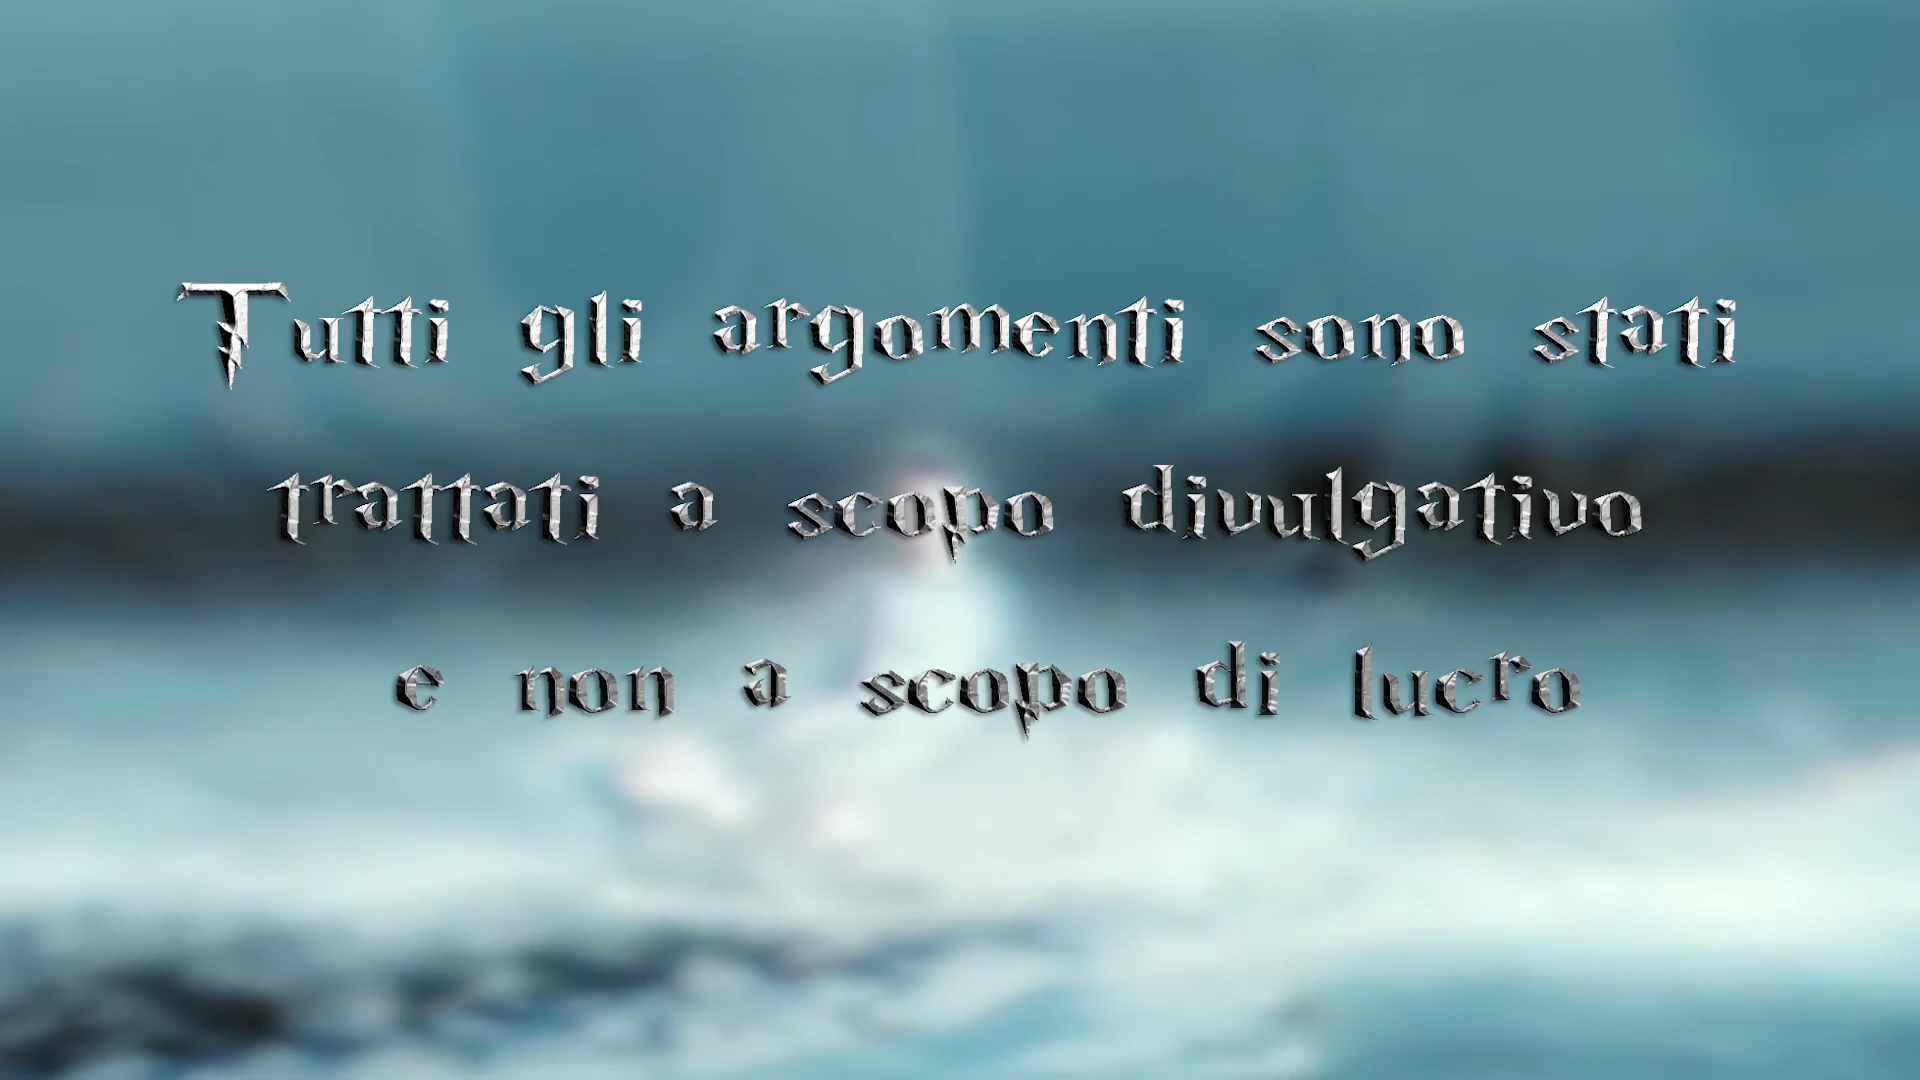 Tutti gli argomenti sono stati
trattati a scopo divulgativo
e non a scopo di lucro